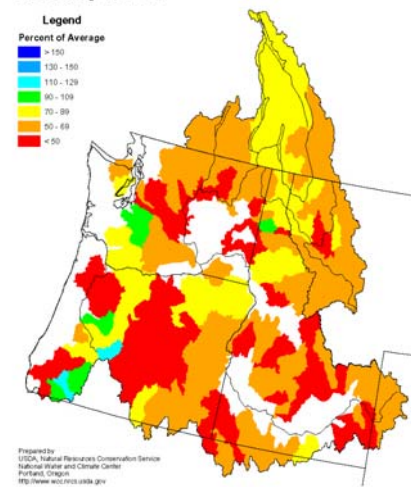 Legend
Percent of Average
> 150
130 - 150
110 - 129
90 - 109
70 - 89
50 - 69
< 50
Prepared by
USDA, Natural Resources Conservation Service
National Water and Climate Center
Portland, Oregon
http://www.wcc.nrcs.usda.gov